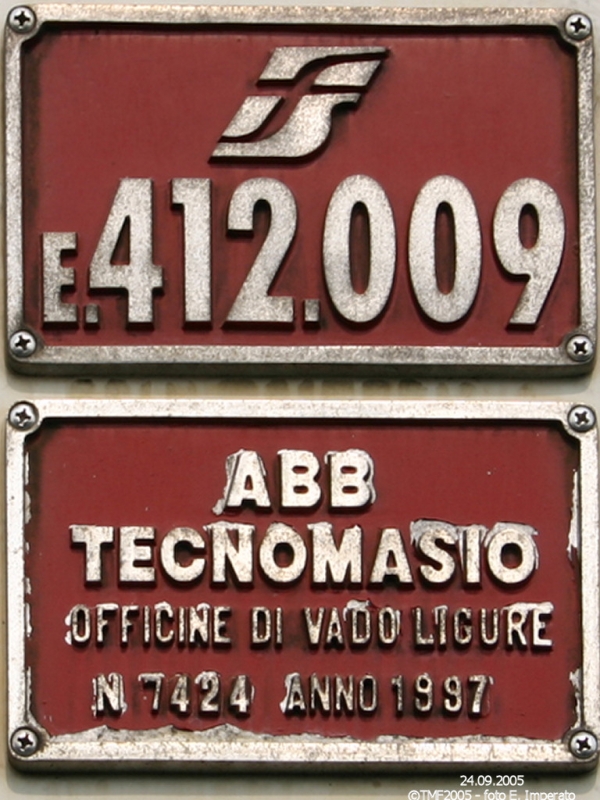 E.412.009
ABB
TECNOMASIO
OFFICINE DI VADO LIGURE
N 7424 ANNO 1997
24.09.2005
©TMF2005 - foto E. Imperato